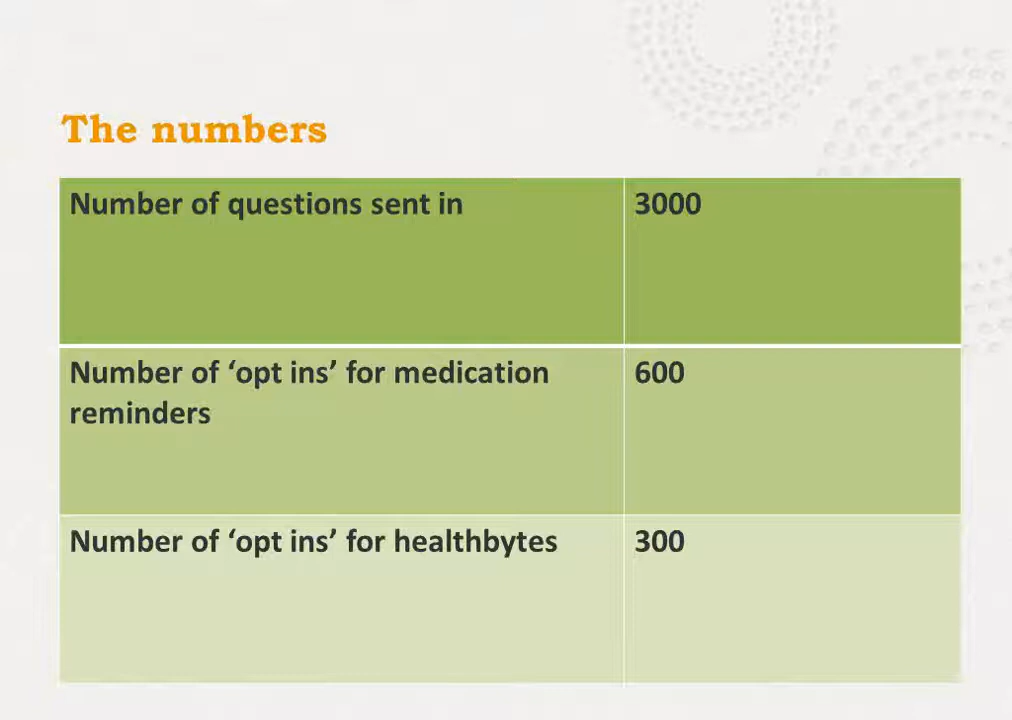 The numbers
Number of questions sent in 3000
Number of ‘opt ins’ for medication 600
reminders
Number of ‘opt ins’ for healthbytes 300